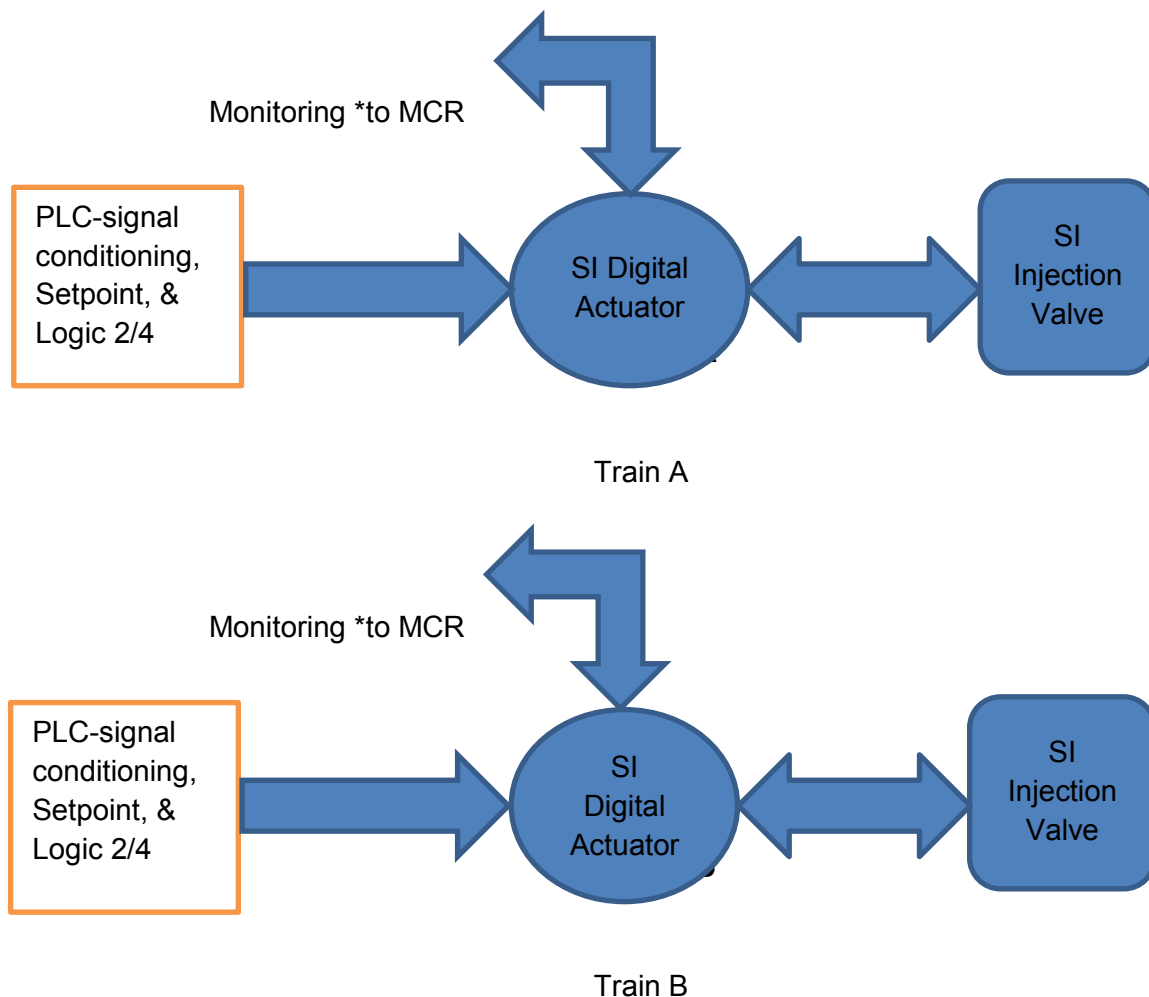 Monitoring *to MCR
PLC-signal
conditioning,
Setpoint, &
Logic 2/4
SI Digital
Actuator
SI
Injection
Valve
Train A
Monitoring *to MCR
PLC-signal
conditioning,
Setpoint, &
Logic 2/4
SI
Digital
Actuator
SI
Injection
Valve
Train B